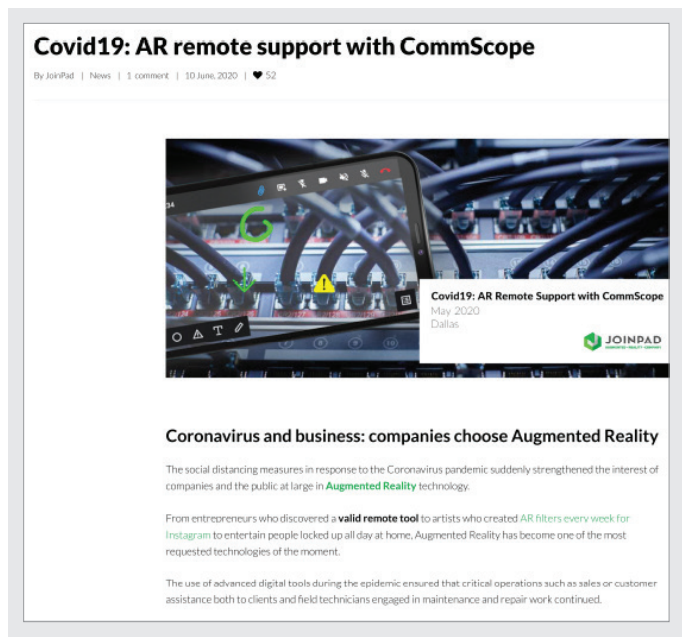 Covid19: AR remote support with CommScope
By JoinPad | News | 1 comment | 10 June, 2020 | 52
34
Covid19: AR Remote Support with CommScope
May 2020
Dallas
JOINPAD
AUGMENTED REALITY COMPANY
T
Coronavirus and business: companies choose Augmented Reality
The social distancing measures in response to the Coronavirus pandemic suddenly strengthened the interest of
companies and the public at large in Augmented Reality technology.
From entrepreneurs who discovered a valid remote tool to artists who created AR filters every week for
Instagram to entertain people locked up all day at home, Augmented Reality has become one of the most
requested technologies of the moment.
The use of advanced digital tools during the epidemic ensured that critical operations such as sales or customer
assistance both to clients and field technicians engaged in maintenance and repair work continued.